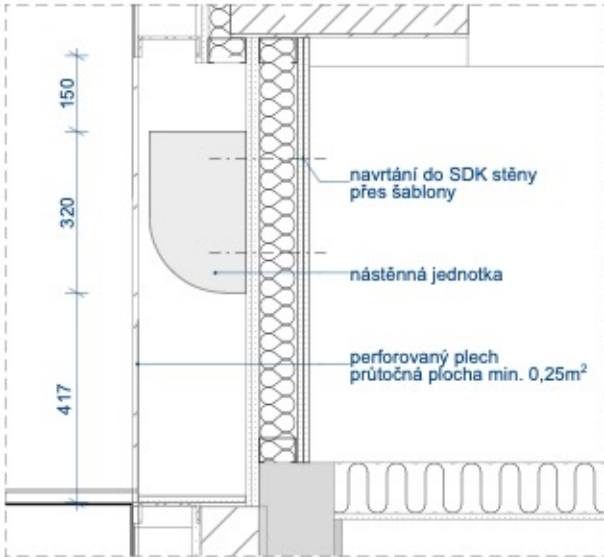 150
320
417
navrtání do SDK stěny
přes šablony
nástěnná jednotka
perforovaný plech
průtočná plocha min. 0,25m²